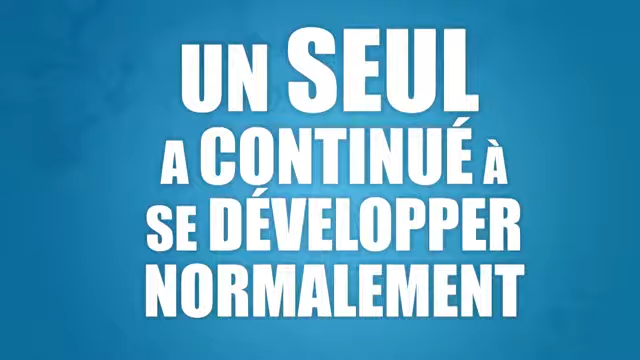 UN SEUL
A CONTINUÉ À
SE DÉVELOPPER
NORMALEMENT